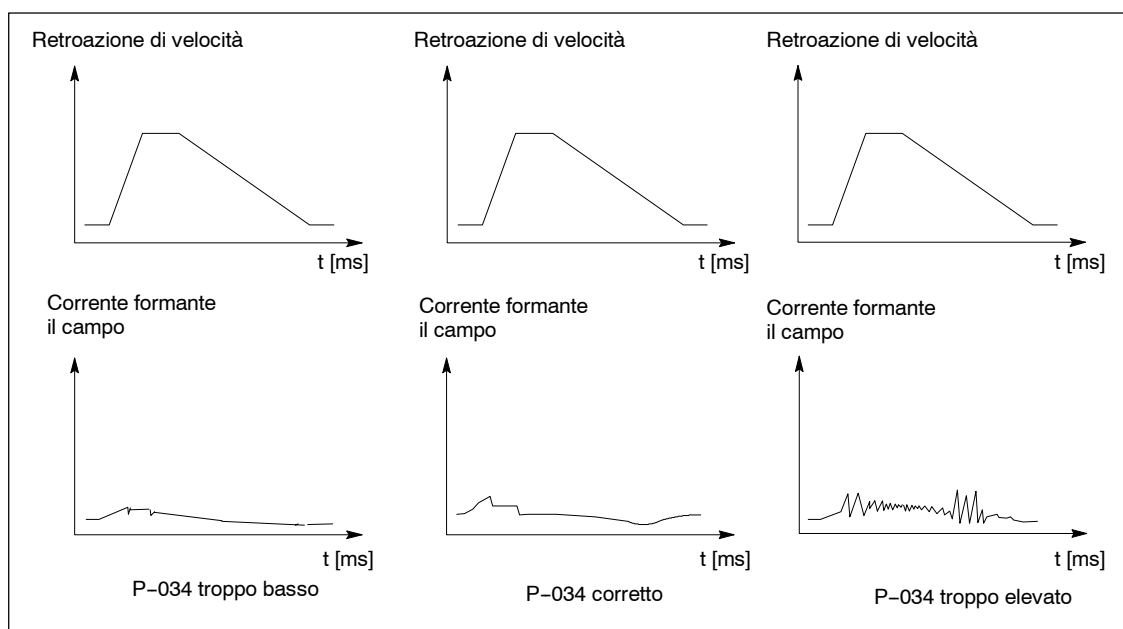 Retroazione di velocità
Retroazione di velocità
Retroazione di velocità
t [ms]
t [ms]
t [ms]
Corrente formante
il campo
Corrente formante
il campo
Corrente formante
il campo
t [ms]
t [ms]
t [ms]
P–034 troppo basso
P–034 corretto
P–034 troppo elevato